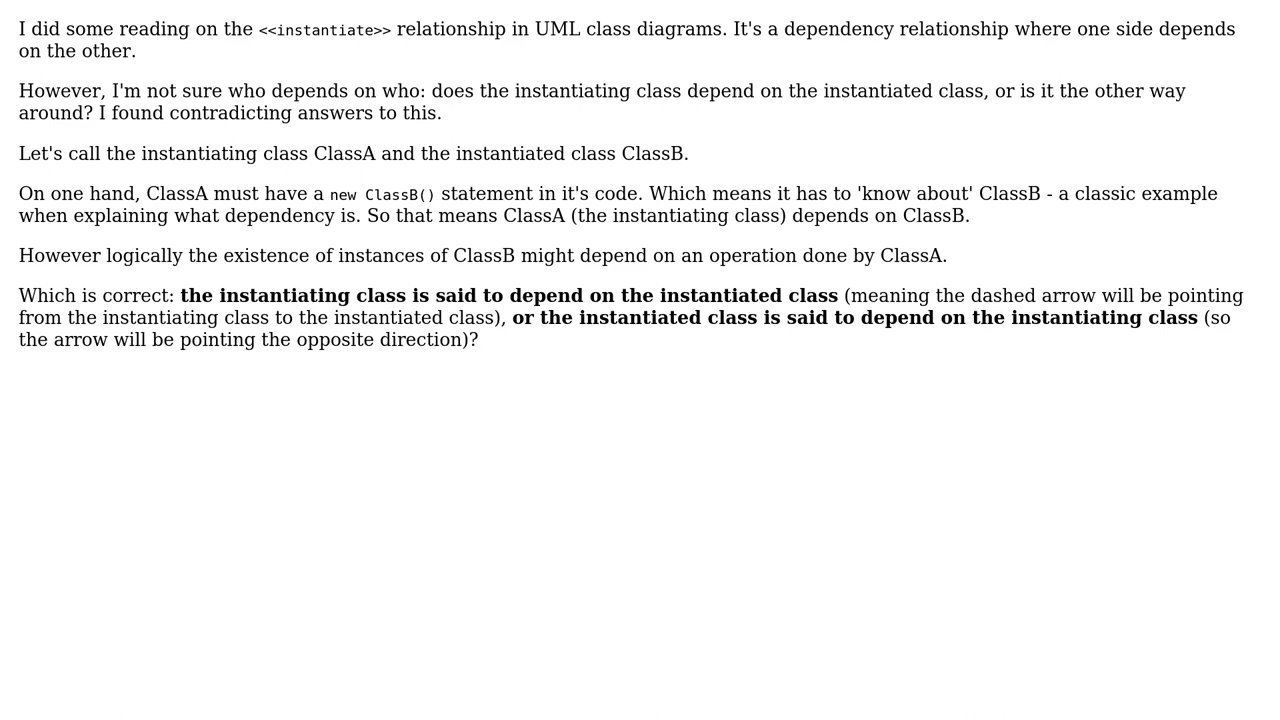 I did some reading on the <<instantiate>> relationship in UML class diagrams. It's a dependency relationship where one side depends
on the other.
However, I'm not sure who depends on who: does the instantiating class depend on the instantiated class, or is it the other way
around? I found contradicting answers to this.
Let's call the instantiating class ClassA and the instantiated class ClassB.
On one hand, ClassA must have a new ClassB() statement in it's code. Which means it has to 'know about' ClassB - a classic example
when explaining what dependency is. So that means ClassA (the instantiating class) depends on ClassB.
However logically the existence of instances of ClassB might depend on an operation done by ClassA.
Which is correct: the instantiating class is said to depend on the instantiated class (meaning the dashed arrow will be pointing
from the instantiating class to the instantiated class), or the instantiated class is said to depend on the instantiating class (so
the arrow will be pointing the opposite direction)?